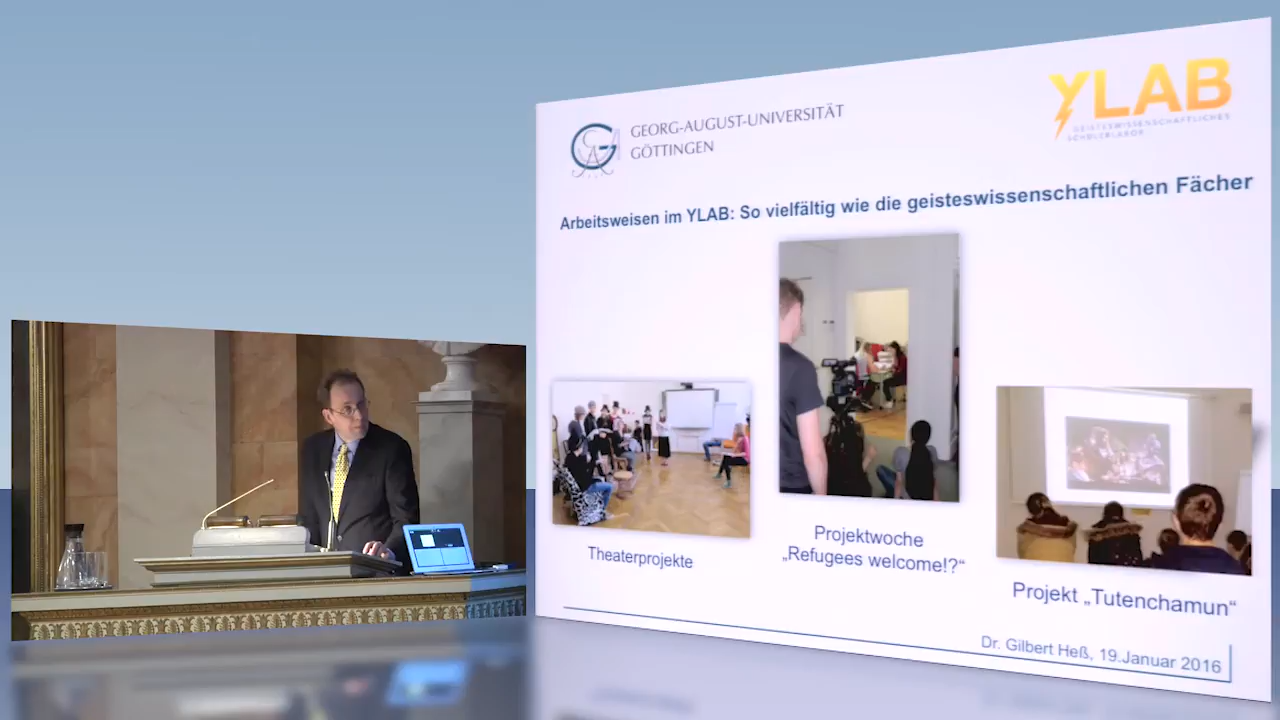 GEORG-AUGUST-UNIVERSITÄT
GÖTTINGEN
YLAB
GEISTESWISSENSCHAFTLICHES
SCHÜLERLABOR
Arbeitsweisen im YLAB: So vielfältig wie die geisteswissenschaftlichen Fächer
Theaterprojekte
Projektwoche
„Refugees welcome!?“
Projekt „Tutenchamun“
Dr. Gilbert Heß, 19.Januar 2016